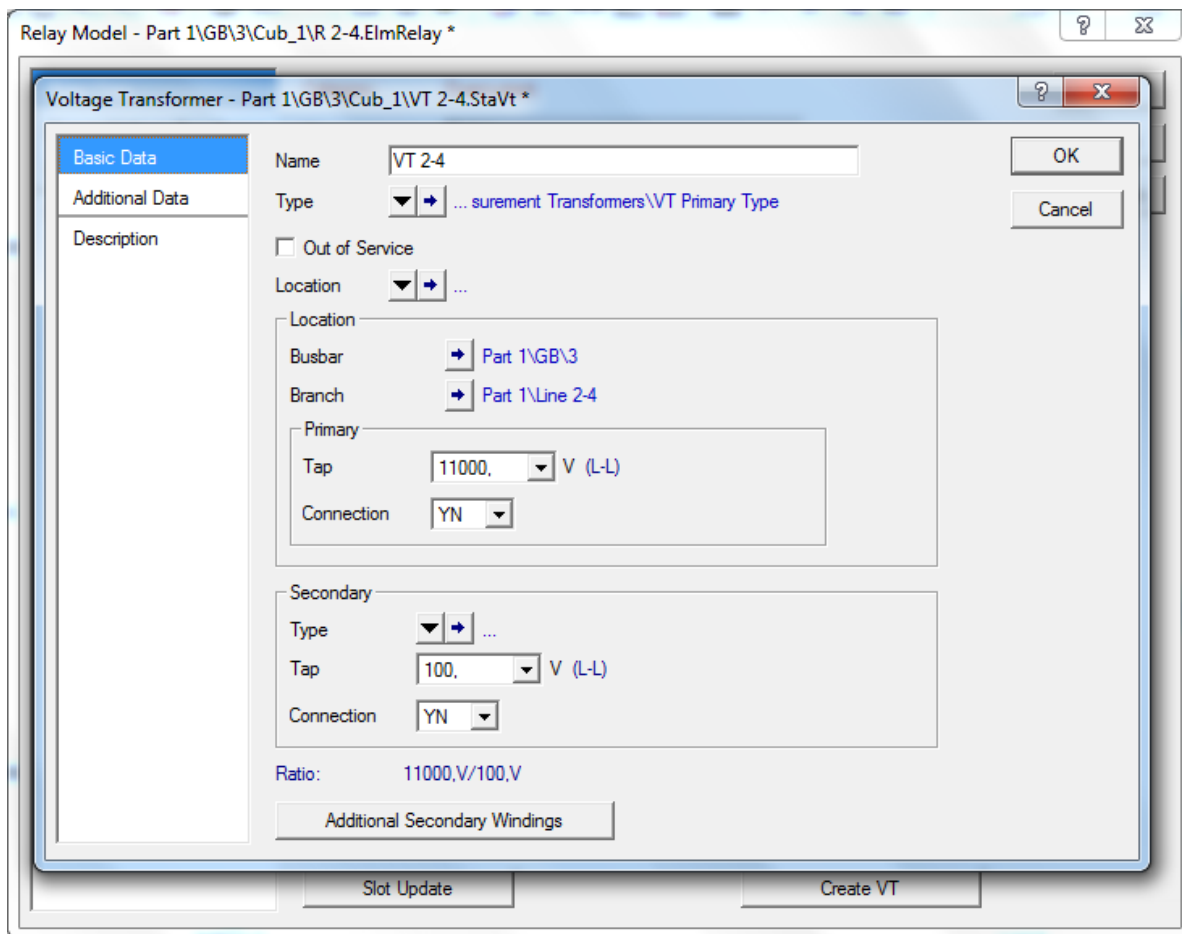 Relay Model - Part 1\GB\3\Cub_1\R 2-4.ElmRelay *
Voltage Transformer - Part 1\GB\3\Cub_1\VT 2-4.StaVt *
Basic Data
Additional Data
Description
Name VT 2-4
Type ... surement Transformers\VT Primary Type
Out of Service
Location ...
Location
Busbar Part 1\GB\3
Branch Part 1\Line 2-4
Primary
Tap 11000, V (L-L)
Connection YN
Secondary
Type ...
Tap 100, V (L-L)
Connection YN
Ratio: 11000,V/100,V
Additional Secondary Windings
OK
Cancel
Slot Update Create VT